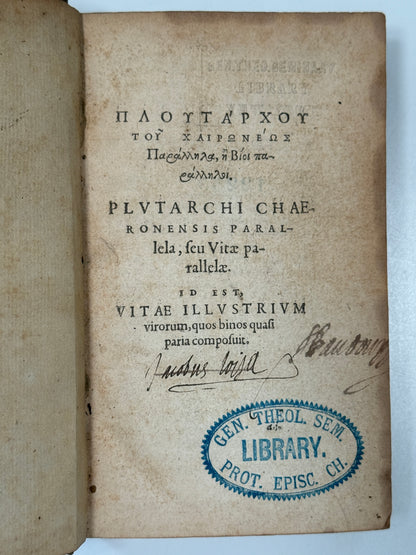 ΠΛΟΥΤΑΡΧΟΥ
ΤΟΥ͂ ΧΑΙΡΩΝΕΏΣ
Παράλληλα, ἢ Βίοι πα-
ράλληλοι.
PLVTARCHI CHAE-
RONENSIS PARAL-
lela, ſeu Vitæ pa-
rallelæ.
ID EST,
VITAE ILLVSTRIVM
virorum, quos binos quaſi
paria compoſuit.
GEN. THEOL. SEM.
LIBRARY.
PROT. EPISC. CH.